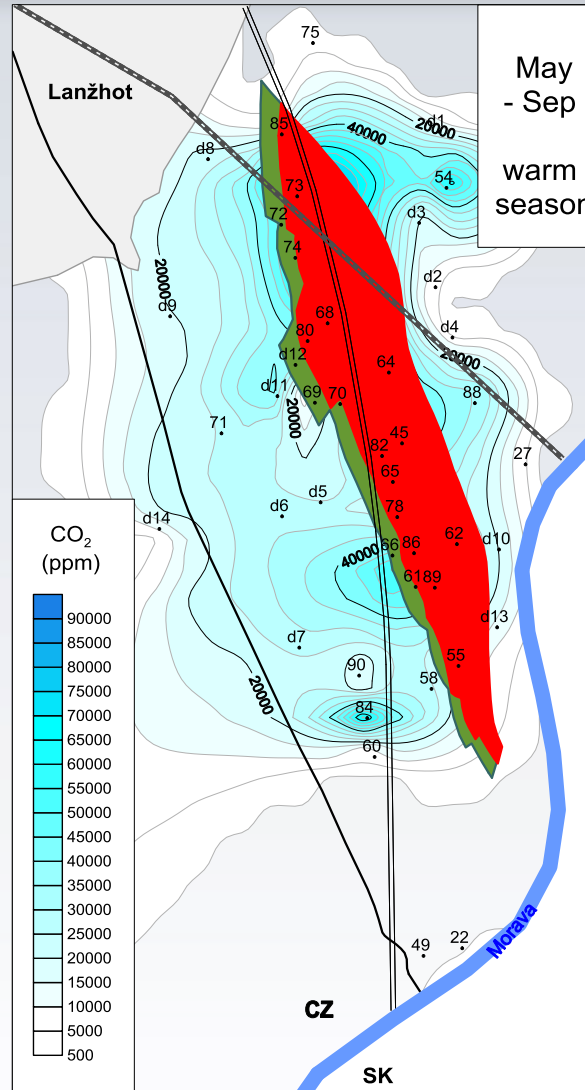 75
May
- Sep
warm
season
Lanžhot
d1
20000
40000
85
d8
54
73
72
d3
74
20000
d2
d9
68
d4
80
20000
d12
64
d11
69
70
88
20000
71
45
82
27
65
d5
d6
78
d14
62
d10
40000
66
86
CO₂
(ppm)
61
89
d13
d7
55
90
58
20000
84
60
90000
85000
80000
75000
70000
65000
60000
55000
50000
45000
40000
35000
30000
25000
20000
15000
10000
5000
500
49
22
Morava
CZ
SK